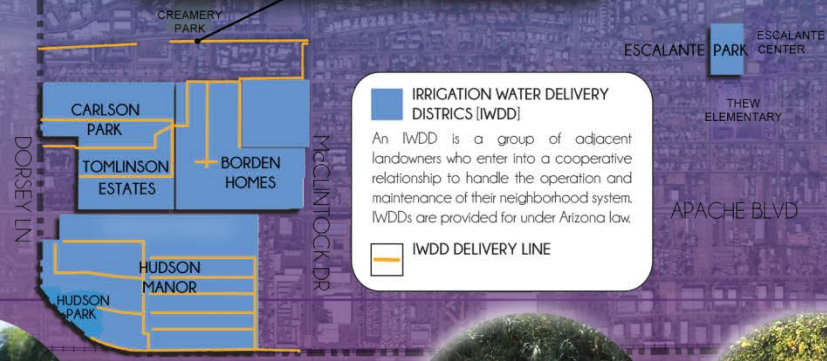 CREAMERY
PARK
ESCALANTE PARK
ESCALANTE
CENTER
THEW
ELEMENTARY
CARLSON
PARK
TOMLINSON
ESTATES
BORDEN
HOMES
DORSEY LN
McCLINTOCK DR
IRRIGATION WATER DELIVERY
DISTRICS [IWDD]
An IWDD is a group of adjacent
landowners who enter into a cooperative
relationship to handle the operation and
maintenance of their neighborhood system.
IWDDs are provided for under Arizona law.
IWDD DELIVERY LINE
APACHE BLVD
HUDSON
MANOR
HUDSON
PARK